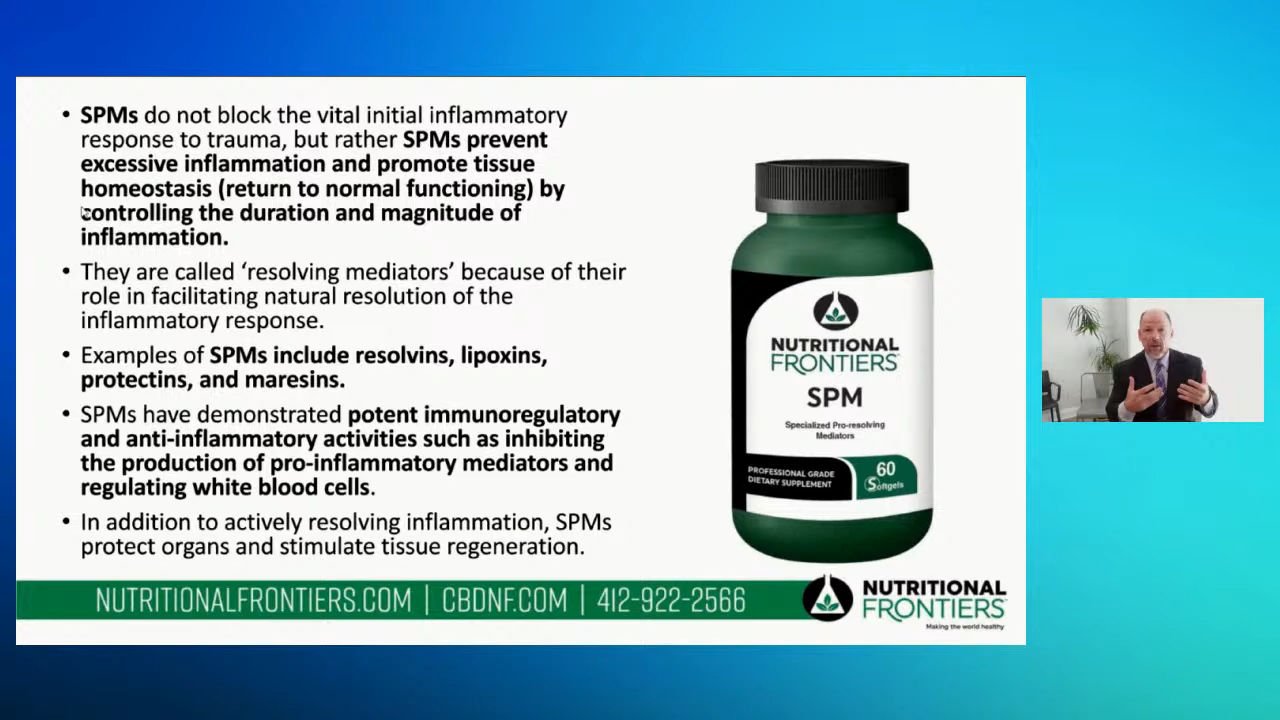 • SPMs do not block the vital initial inflammatory
response to trauma, but rather SPMs prevent
excessive inflammation and promote tissue
homeostasis (return to normal functioning) by
controlling the duration and magnitude of
inflammation.
• They are called ‘resolving mediators’ because of their
role in facilitating natural resolution of the
inflammatory response.
• Examples of SPMs include resolvins, lipoxins,
protectins, and maresins.
• SPMs have demonstrated potent immunoregulatory
and anti-inflammatory activities such as inhibiting
the production of pro-inflammatory mediators and
regulating white blood cells.
• In addition to actively resolving inflammation, SPMs
protect organs and stimulate tissue regeneration.
NUTRITIONAL
FRONTIERS™
SPM
Specialized Pro-resolving
Mediators
PROFESSIONAL GRADE
DIETARY SUPPLEMENT
60
Softgels
NUTRITIONALFRONTIERS.COM | CBDNF.COM | 412-922-2566
NUTRITIONAL
FRONTIERS™
Making the world healthy